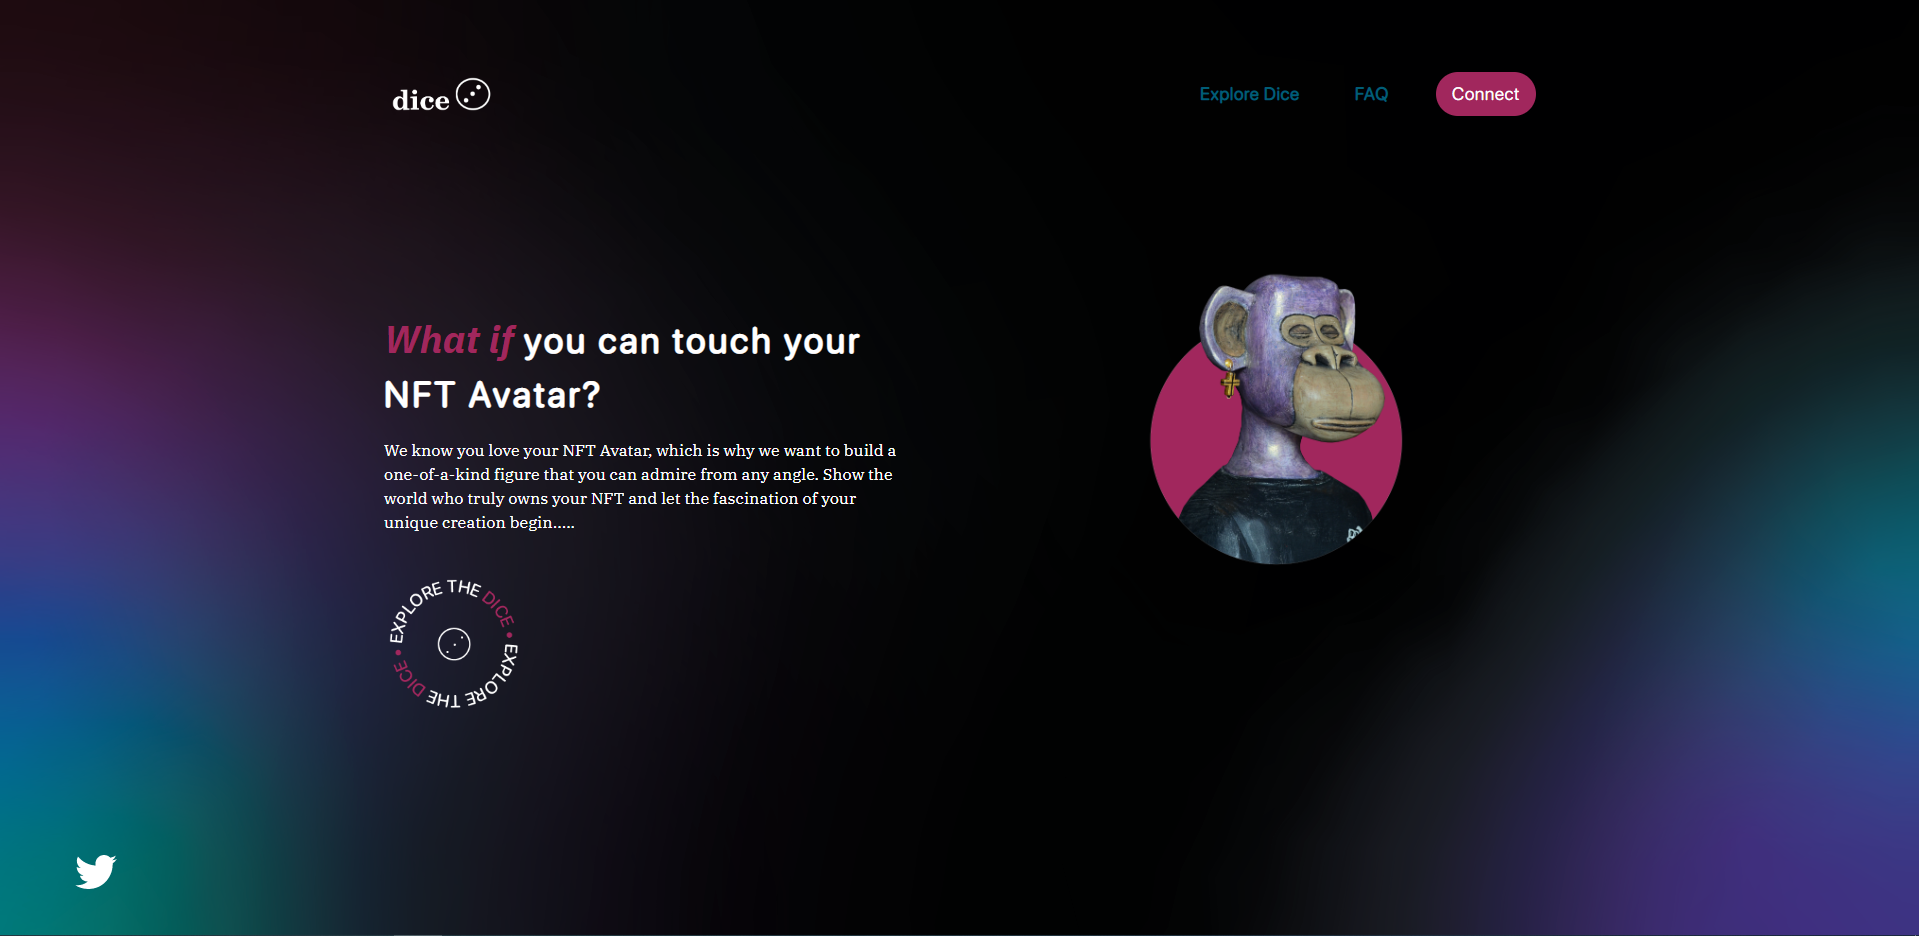 dice
Explore Dice
FAQ
Connect
What if you can touch your
NFT Avatar?
We know you love your NFT Avatar, which is why we want to build a
one-of-a-kind figure that you can admire from any angle. Show the
world who truly owns your NFT and let the fascination of your
unique creation begin.....
EXPLORE THE DICE • EXPLORE THE DICE •